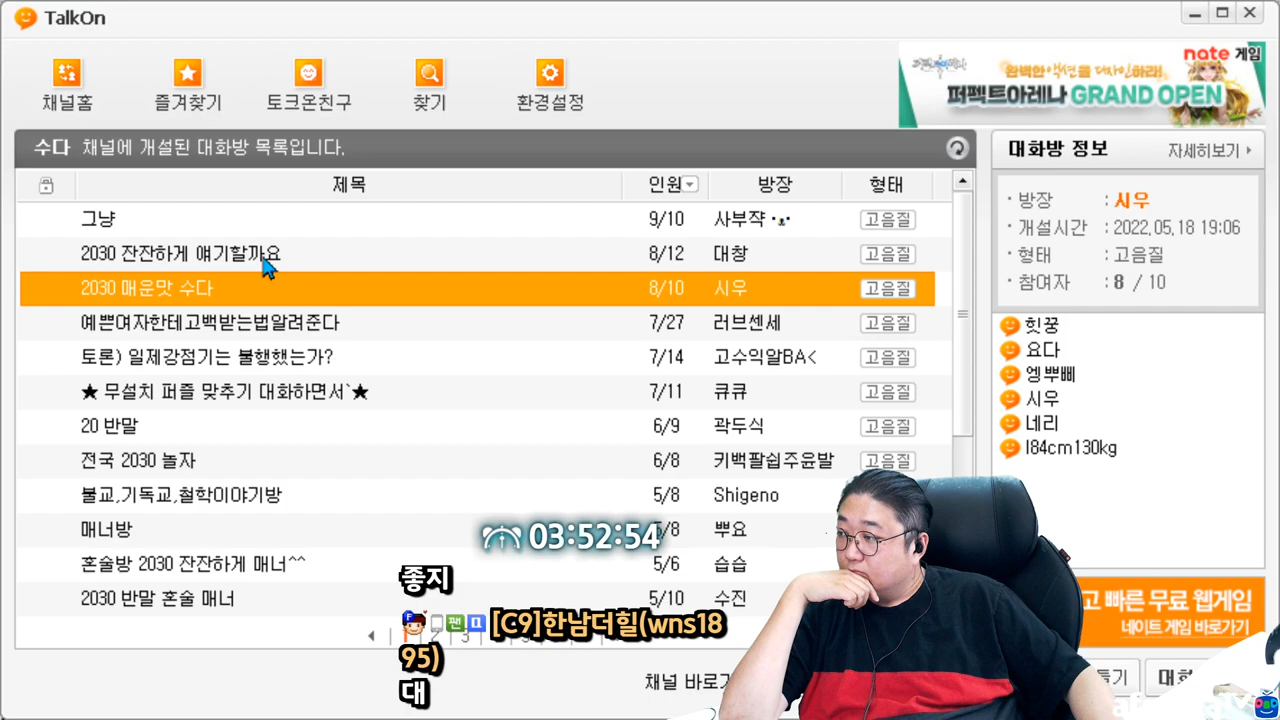 TalkOn
채널홈
즐겨찾기
토크온친구
찾기
환경설정
nate 게임
완벽한액션을 디자인하라!
퍼펙트아레나 GRAND OPEN
수다 채널에 개설된 대화방 목록입니다.
제목 인원 방장 형태
그냥 9/10 사부쟉 고음질
2030 잔잔하게 얘기할까요 8/12 대창 고음질
2030 매운맛 수다 8/10 시우 고음질
예쁜여자한테고백받는법알려준다 7/27 러브센세 고음질
토론) 일제강점기는 불행했는가? 7/14 고수익알BA< 고음질
★ 무설치 퍼즐 맞추기 대화하면서`★ 7/11 큐큐 고음질
20 반말 6/9 곽두식 고음질
전국 2030 놀자 6/8 키백팔쉽주윤발 고음질
불교,기독교,철학이야기방 5/8 Shigeno
매너방 5/8 뿌요
혼술방 2030 잔잔하게 매너^^ 5/6 습습
2030 반말 혼술 매너 5/10 수진
대화방 정보 자세히보기
방장 : 시우
개설시간 : 2022,05,18 19:06
형태 : 고음질
참여자 : 8 / 10
힛꿍
요다
엥뿌삐
시우
네리
184cm130kg
03:52:54
좋지
팬
[C9]한남더힐(wns18
95)
대
채널 바로가
고 빠른 무료 웹게임
네이트 게임 바로가기